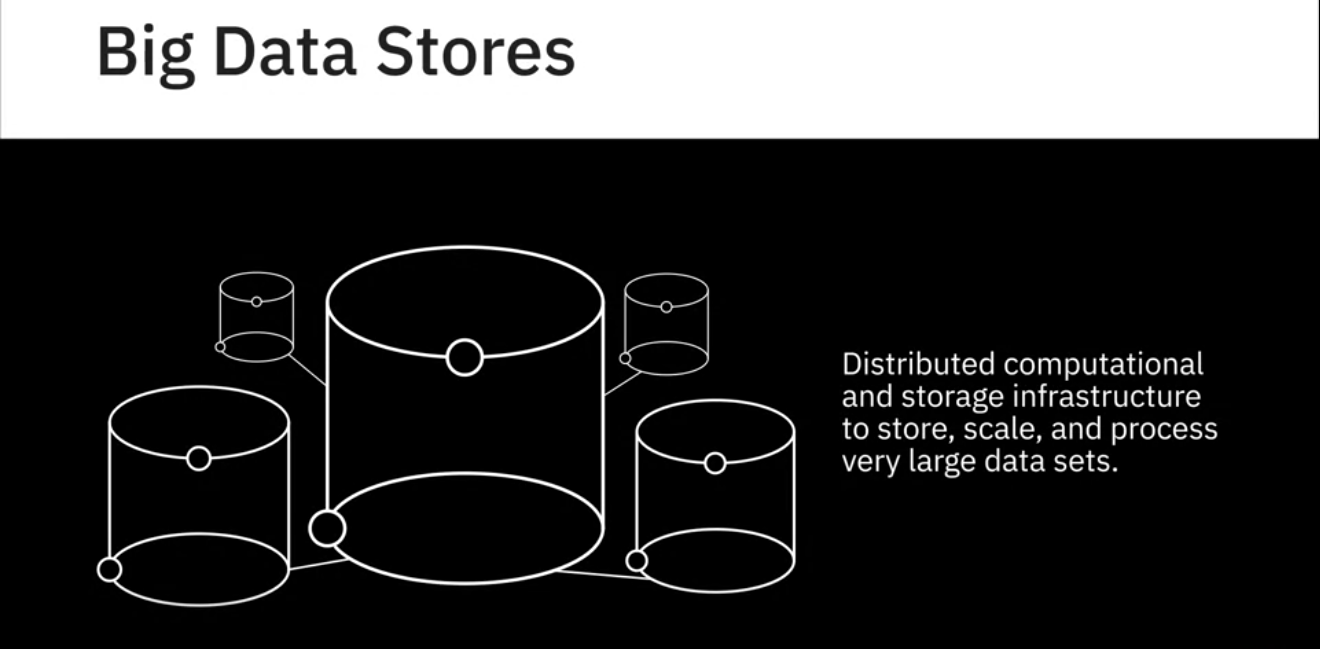 Big Data Stores
Distributed computational
and storage infrastructure
to store, scale, and process
very large data sets.